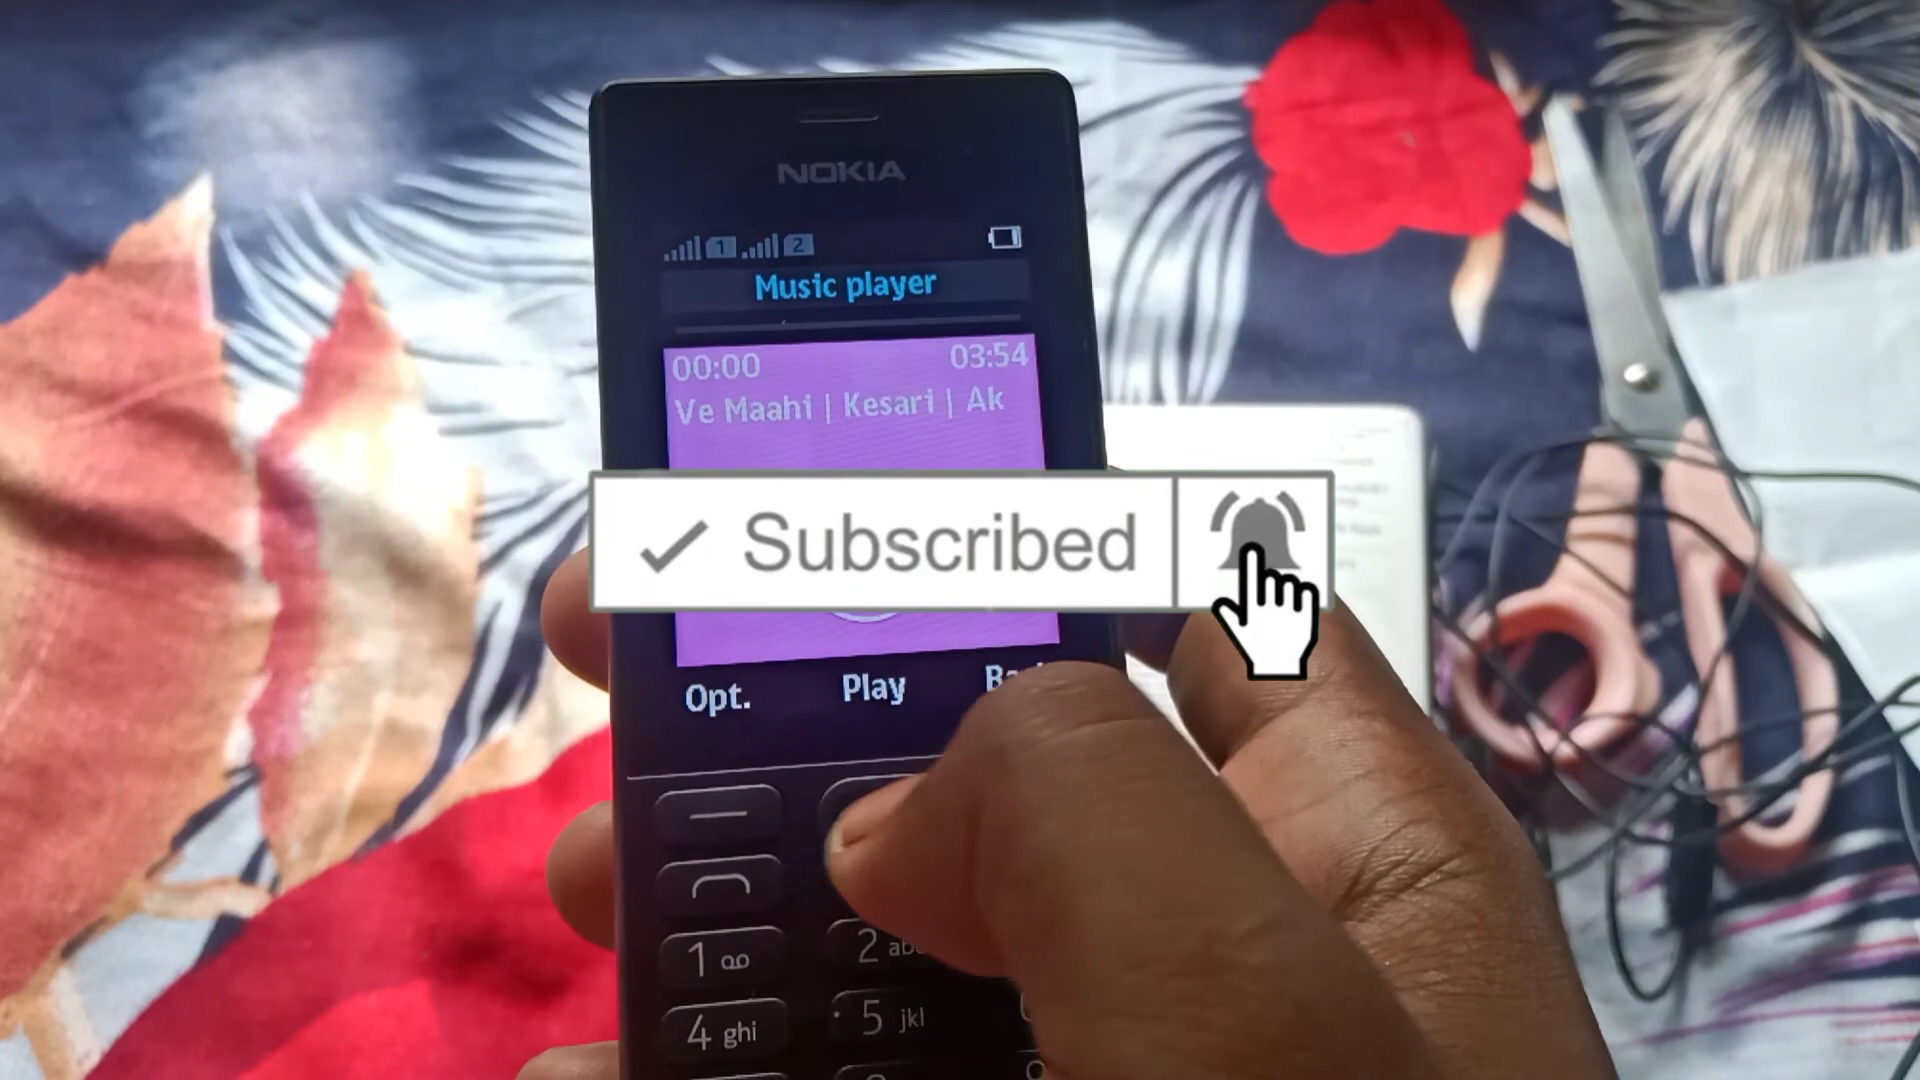 NOKIA
1 2
Music player
00:00 03:54
Ve Maahi | Kesari | Ak
Subscribed
Opt. Play
1
2 abc
4 ghi
5 jkl